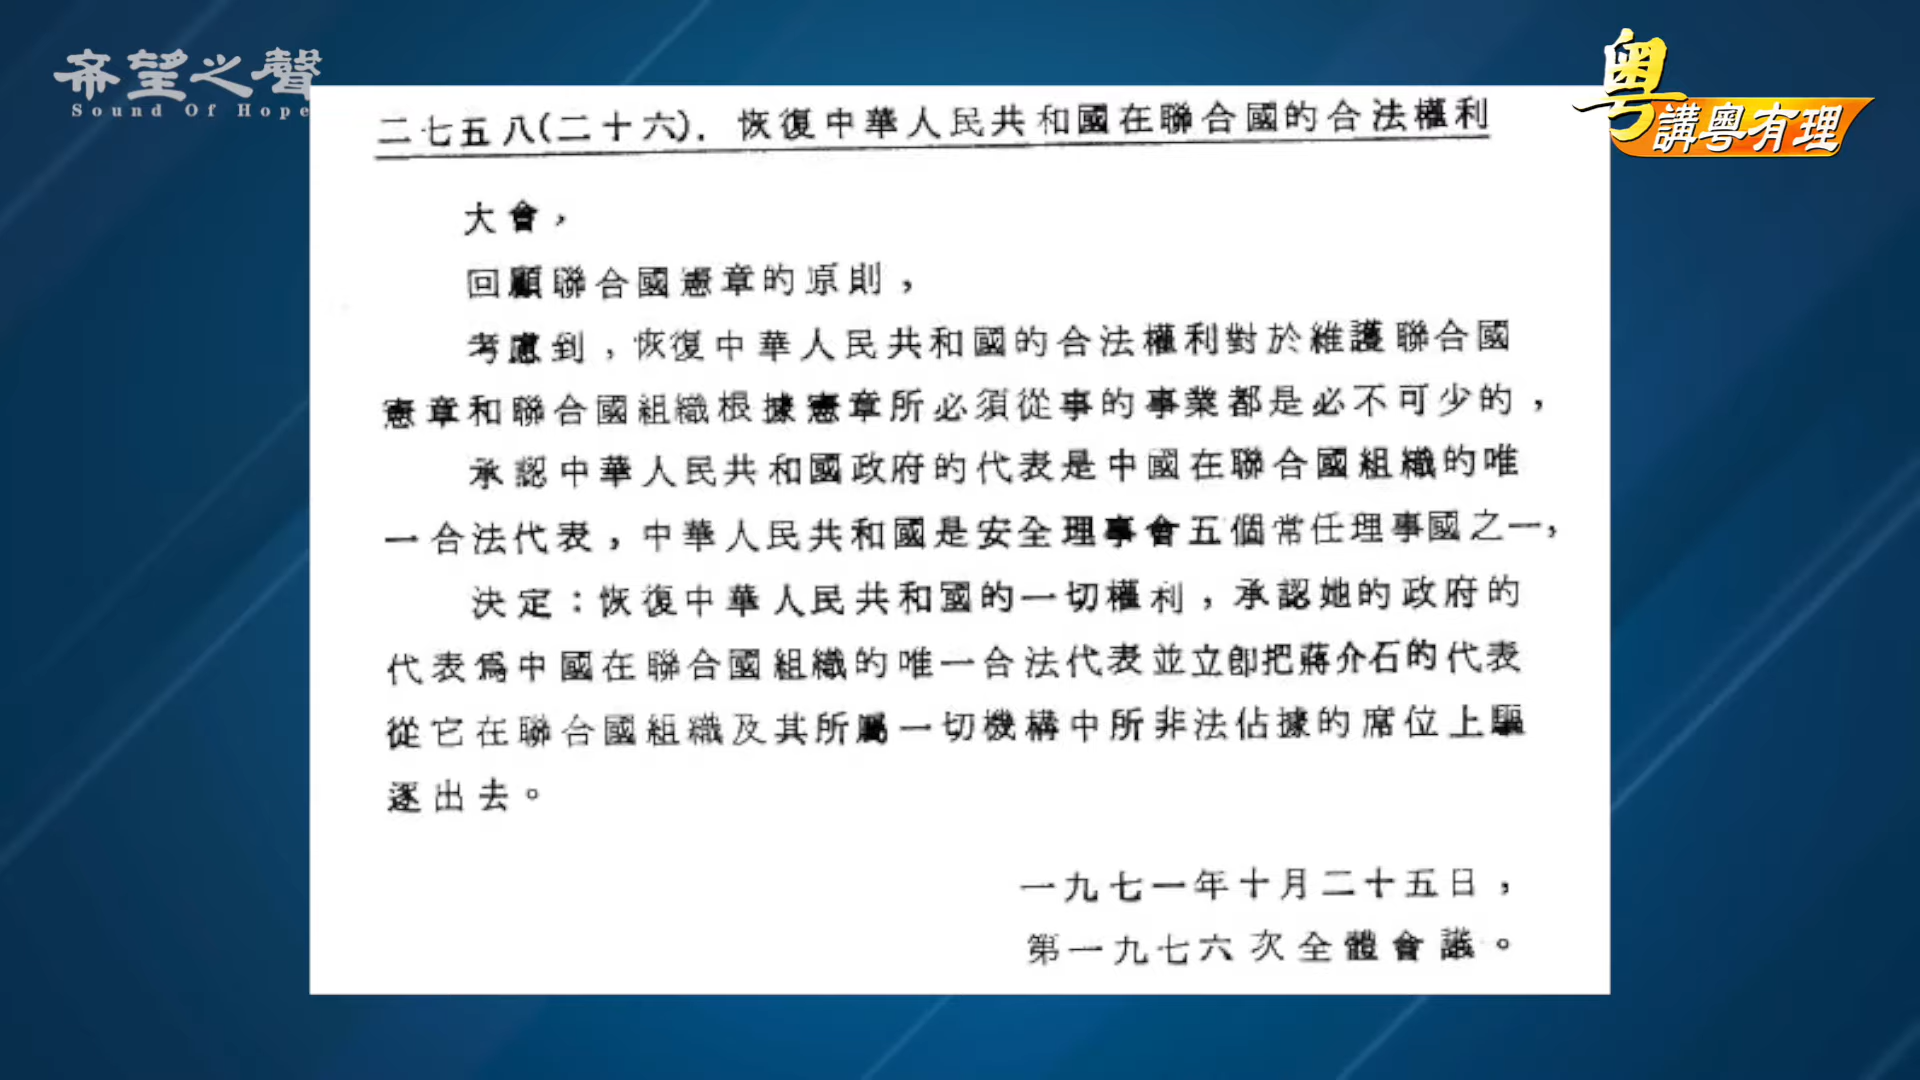 希望之聲
Sound Of Hope
粵講粵有理
二七五八(二十六). 恢復中華人民共和國在聯合國的合法權利
大會，
回顧聯合國憲章的原則，
考慮到，恢復中華人民共和國的合法權利對於維護聯合國
憲章和聯合國組織根據憲章所必須從事的事業都是必不可少的，
承認中華人民共和國政府的代表是中國在聯合國組織的唯
一合法代表，中華人民共和國是安全理事會五個常任理事國之一，
決定：恢復中華人民共和國的一切權利，承認她的政府的
代表爲中國在聯合國組織的唯一合法代表並立即把蔣介石的代表
從它在聯合國組織及其所屬一切機構中所非法佔據的席位上驅
逐出去。
一九七一年十月二十五日，
第一九七六次全體會議。